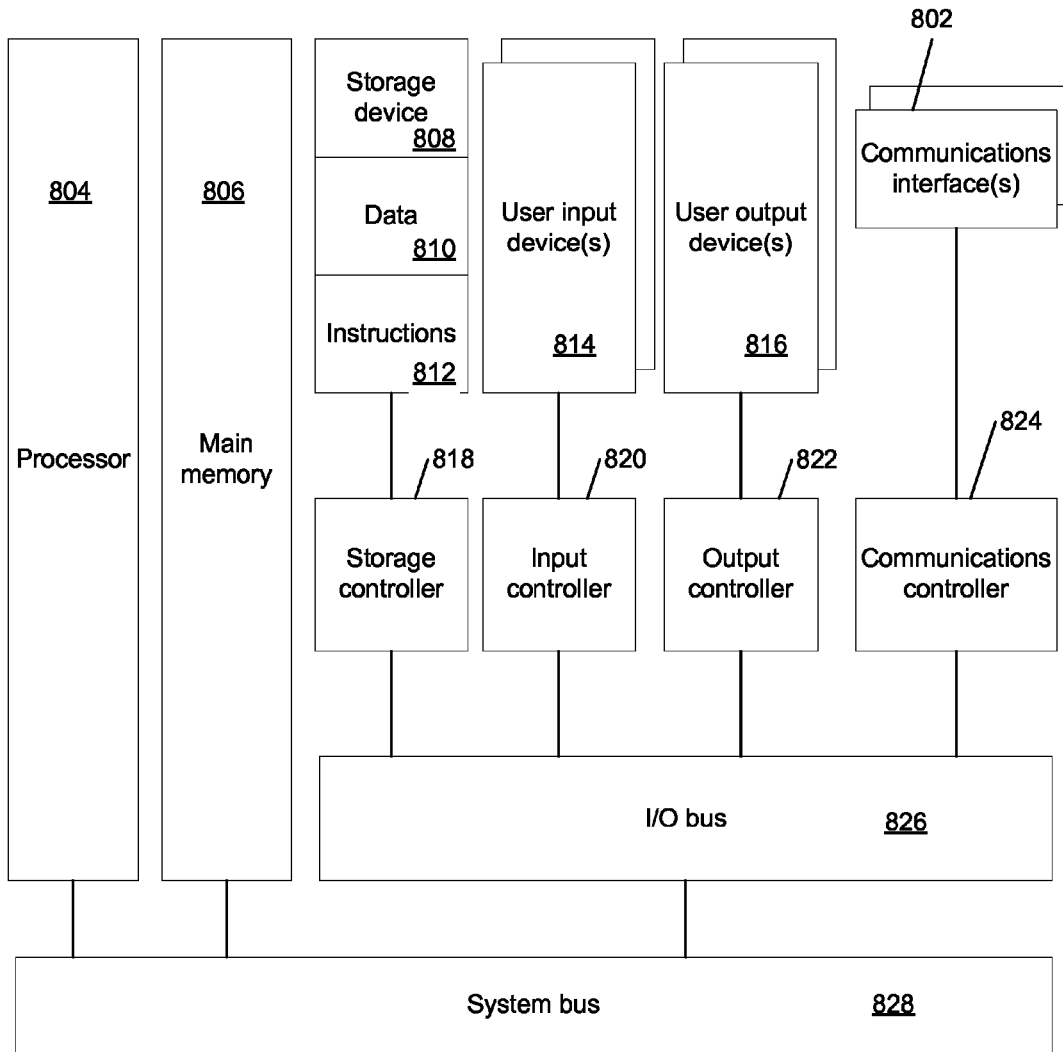 802
804
Processor
806
Main
memory
Storage
device
808
Data
810
Instructions
812
User input
device(s)
814
User output
device(s)
816
Communications
interface(s)
818
820
822
824
Storage
controller
Input
controller
Output
controller
Communications
controller
I/O bus
826
System bus
828